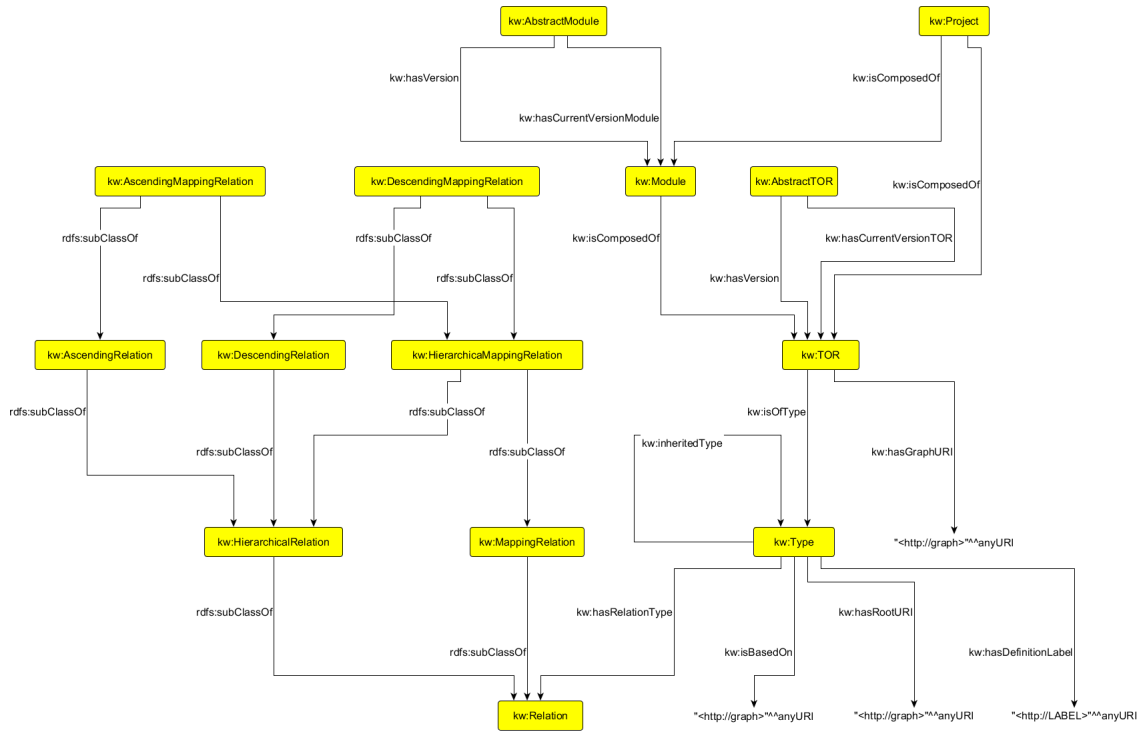 kw:AbstractModule
kw:Project
kw:hasVersion
kw:isComposedOf
kw:hasCurrentVersionModule
kw:AscendingMappingRelation
kw:DescendingMappingRelation
kw:Module
kw:AbstractTOR
kw:isComposedOf
rdfs:subClassOf
rdfs:subClassOf
kw:isComposedOf
kw:hasCurrentVersionTOR
rdfs:subClassOf
rdfs:subClassOf
kw:hasVersion
kw:AscendingRelation
kw:DescendingRelation
kw:HierarchicaMappingRelation
kw:TOR
rdfs:subClassOf
rdfs:subClassOf
kw:isOfType
kw:inheritedType
rdfs:subClassOf
rdfs:subClassOf
kw:hasGraphURI
kw:HierarchicalRelation
kw:MappingRelation
kw:Type
"<http://graph>"^^anyURI
rdfs:subClassOf
kw:hasRelationType
kw:hasRootURI
rdfs:subClassOf
kw:isBasedOn
kw:hasDefinitionLabel
kw:Relation
"<http://graph>"^^anyURI
"<http://graph>"^^anyURI
"<http://LABEL>"^^anyURI